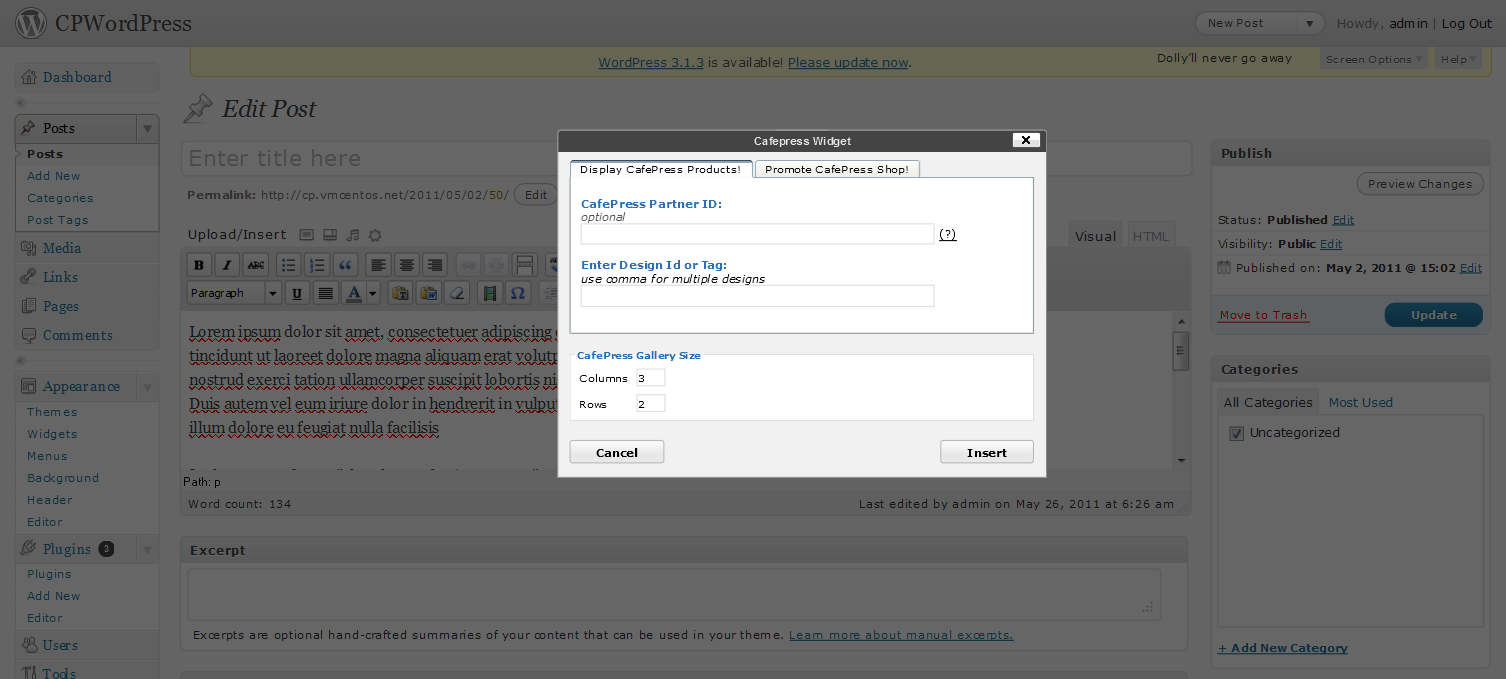 CPWordPress
New Post
Howdy, admin | Log Out
WordPress 3.1.3 is available! Please update now.
Dolly'll never go away
Screen Options
Help
Dashboard
Posts
Posts
Add New
Categories
Post Tags
Media
Links
Pages
Comments
Appearance
Themes
Widgets
Menus
Background
Header
Editor
Plugins 3
Plugins
Add New
Editor
Users
Tools
Edit Post
Enter title here
Permalink: http://cp.vmcentos.net/2011/05/02/50/ Edit
Upload/Insert
Visual HTML
B I ABC
Paragraph U A Ω
Lorem ipsum dolor sit amet, consectetuer adipiscing
tincidunt ut laoreet dolore magna aliquam erat
nostrud exerci tation ullamcorper suscipit lobortis
Duis autem vel eum iriure dolor in hendrerit in
illum dolore eu feugiat nulla facilisis
Path: p
Word count: 134
Last edited by admin on May 26, 2011 at 6:26 am
Excerpt
Excerpts are optional hand-crafted summaries of your content that can be used in your theme. Learn more about manual excerpts.
Cafepress Widget
Display CafePress Products! Promote CafePress Shop!
CafePress Partner ID:
optional
(?)
Enter Design Id or Tag:
use comma for multiple designs
CafePress Gallery Size
Columns 3
Rows 2
Cancel Insert
Publish
Preview Changes
Status: Published Edit
Visibility: Public Edit
Published on: May 2, 2011 @ 15:02 Edit
Move to Trash Update
Categories
All Categories Most Used
Uncategorized
+ Add New Category